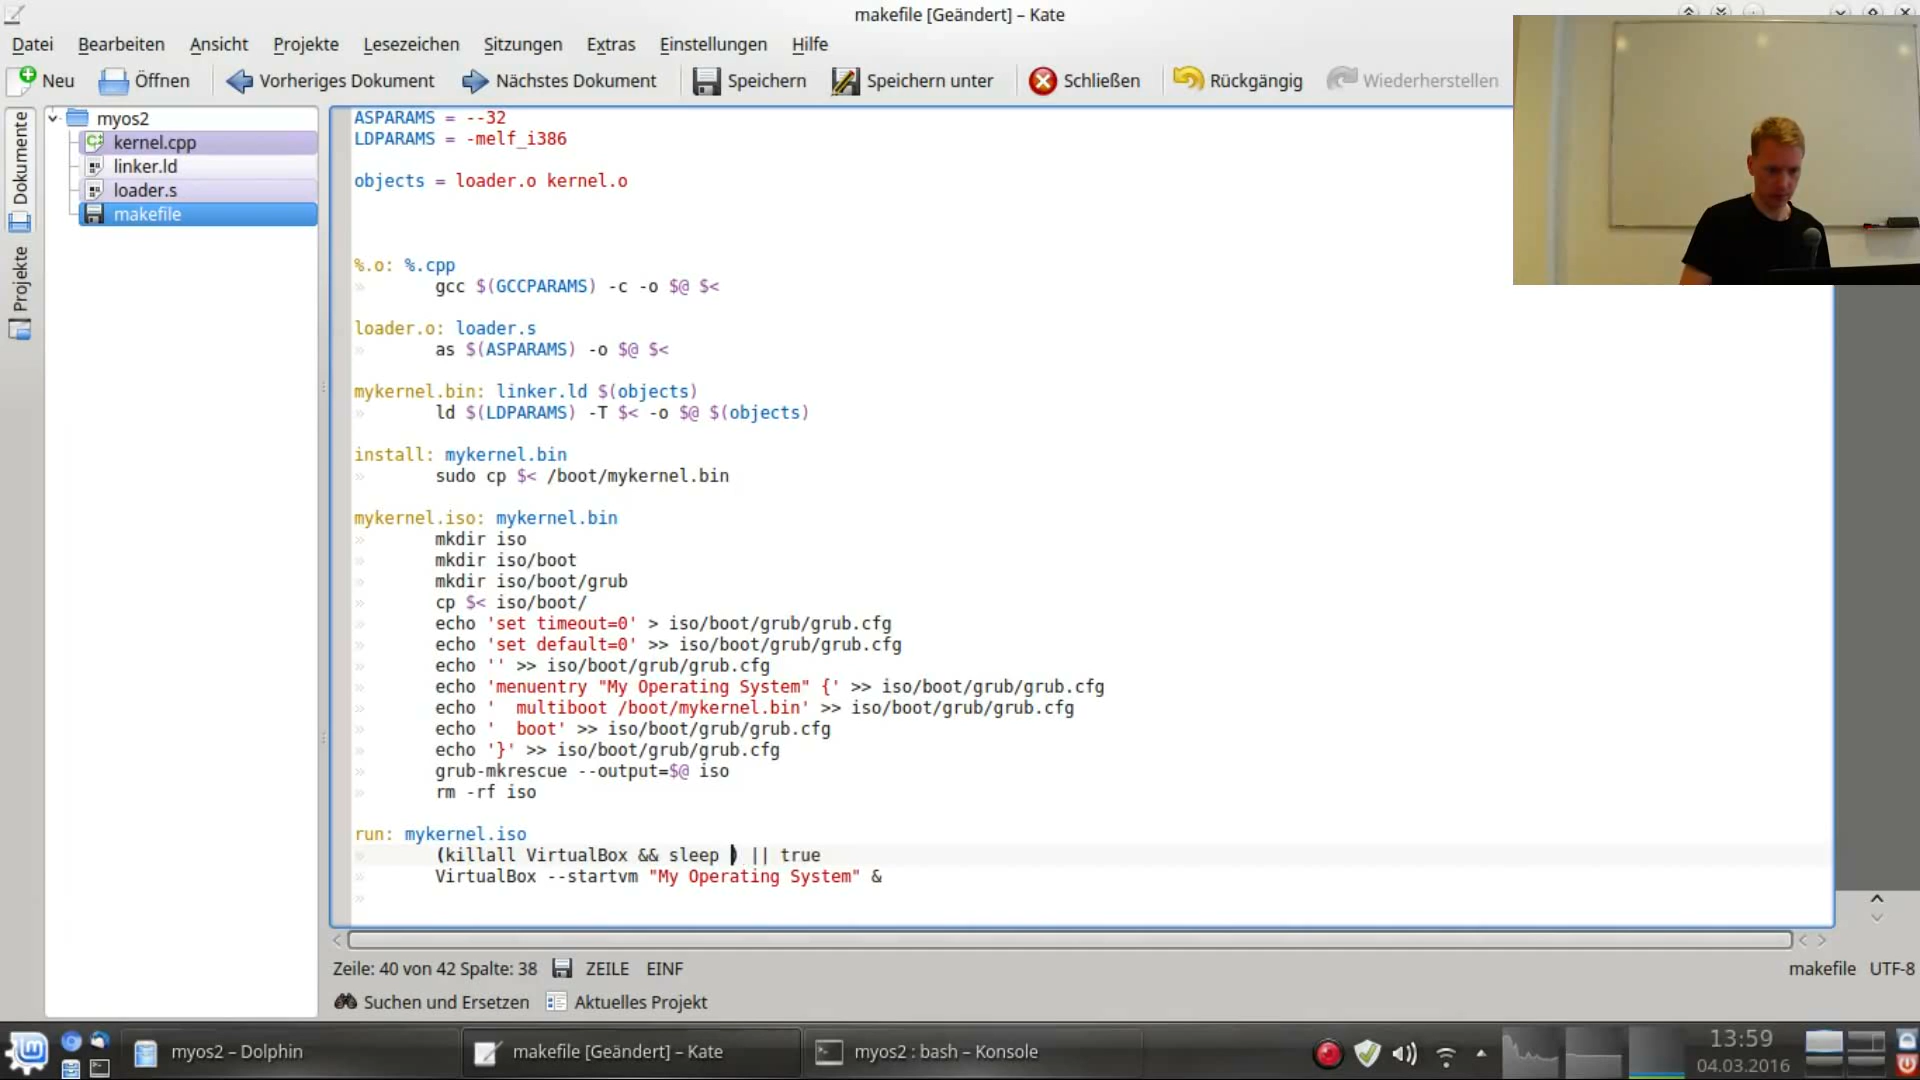 makefile [Geändert] – Kate
Datei Bearbeiten Ansicht Projekte Lesezeichen Sitzungen Extras Einstellungen Hilfe
Neu Öffnen Vorheriges Dokument Nächstes Dokument Speichern Speichern unter Schließen Rückgängig Wiederherstellen
Dokumente
Projekte
myos2
kernel.cpp
linker.ld
loader.s
makefile
ASPARAMS = --32
LDPARAMS = -melf_i386
objects = loader.o kernel.o
%.o: %.cpp
gcc $(GCCPARAMS) -c -o $@ $<
loader.o: loader.s
as $(ASPARAMS) -o $@ $<
mykernel.bin: linker.ld $(objects)
ld $(LDPARAMS) -T $< -o $@ $(objects)
install: mykernel.bin
sudo cp $< /boot/mykernel.bin
mykernel.iso: mykernel.bin
mkdir iso
mkdir iso/boot
mkdir iso/boot/grub
cp $< iso/boot/
echo 'set timeout=0' > iso/boot/grub/grub.cfg
echo 'set default=0' >> iso/boot/grub/grub.cfg
echo '' >> iso/boot/grub/grub.cfg
echo 'menuentry "My Operating System" {' >> iso/boot/grub/grub.cfg
echo '  multiboot /boot/mykernel.bin' >> iso/boot/grub/grub.cfg
echo '  boot' >> iso/boot/grub/grub.cfg
echo '}' >> iso/boot/grub/grub.cfg
grub-mkrescue --output=$@ iso
rm -rf iso
run: mykernel.iso
(killall VirtualBox && sleep ) || true
VirtualBox --startvm "My Operating System" &
Zeile: 40 von 42 Spalte: 38 ZEILE EINF makefile UTF-8
Suchen und Ersetzen Aktuelles Projekt
myos2 – Dolphin makefile [Geändert] – Kate myos2 : bash – Konsole 13:59
04.03.2016